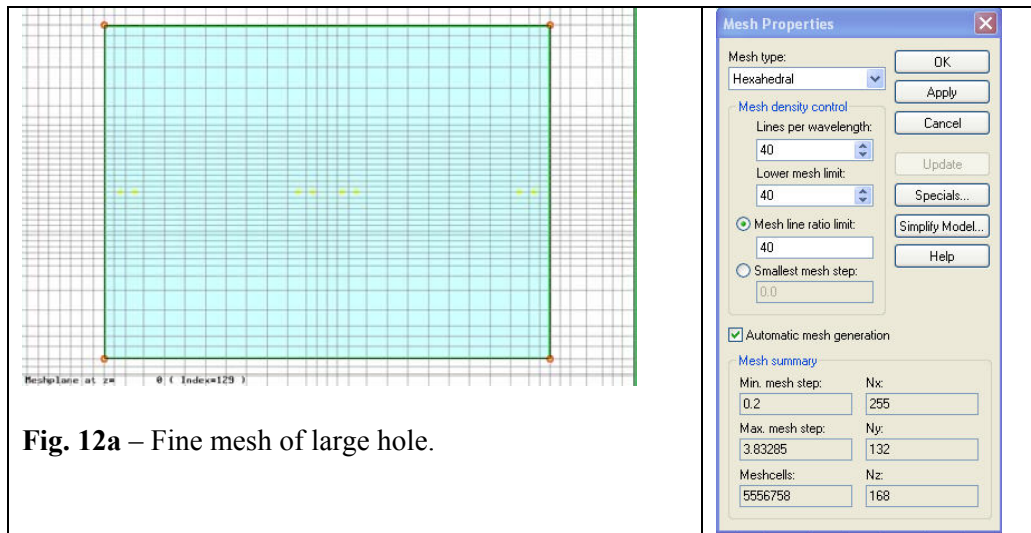 Meshplane at z= 0 ( Index=129 )
Fig. 12a – Fine mesh of large hole.
Mesh Properties
Mesh type:
Hexahedral
OK
Apply
Cancel
Mesh density control
Lines per wavelength:
40
Lower mesh limit:
40
Update
Specials...
Mesh line ratio limit:
40
Simplify Model...
Help
Smallest mesh step:
0.0
Automatic mesh generation
Mesh summary
Min. mesh step: Nx:
0.2 255
Max. mesh step: Ny:
3.83285 132
Meshcells: Nz:
5556758 168